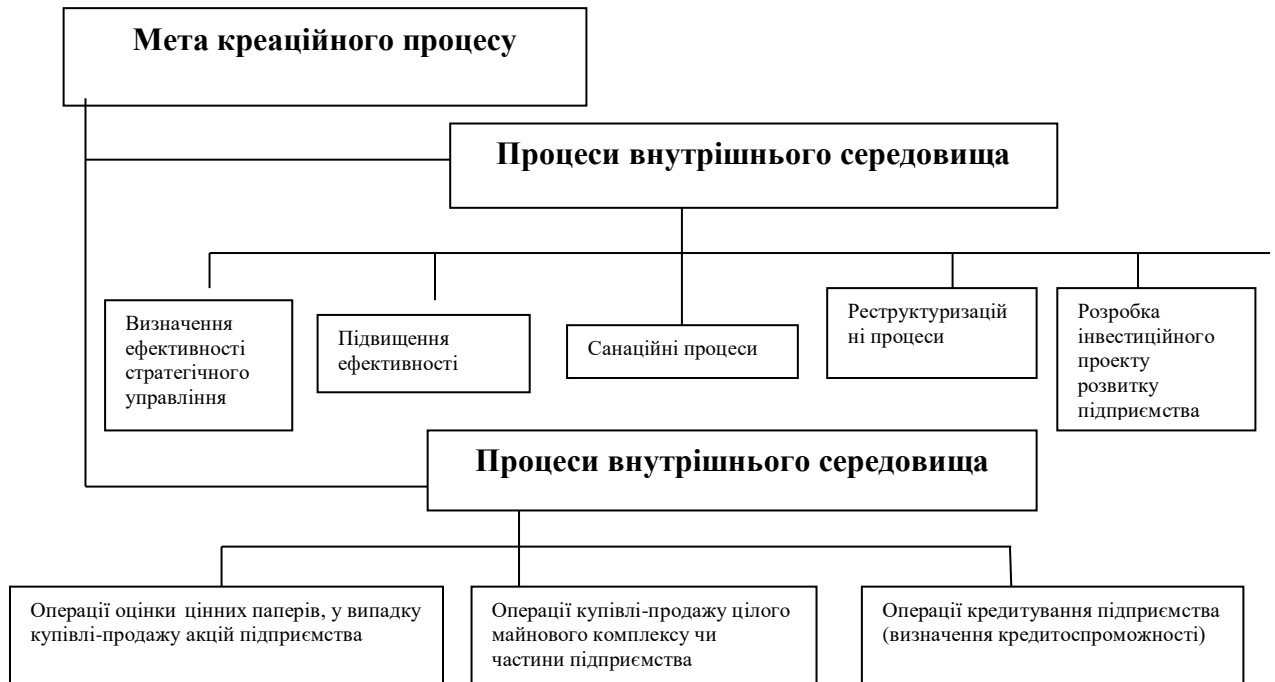 Мета креаційного процесу
Процеси внутрішнього середовища
Визначення
ефективності
стратегічного
управління
Підвищення
ефективності
Санаційні процеси
Реструктуризацій
ні процеси
Розробка
інвестиційного
проекту
розвитку
підприємства
Процеси внутрішнього середовища
Операції оцінки цінних паперів, у випадку
купівлі-продажу акцій підприємства
Операції купівлі-продажу цілого
майнового комплексу чи
частини підприємства
Операції кредитування підприємства
(визначення кредитоспроможності)